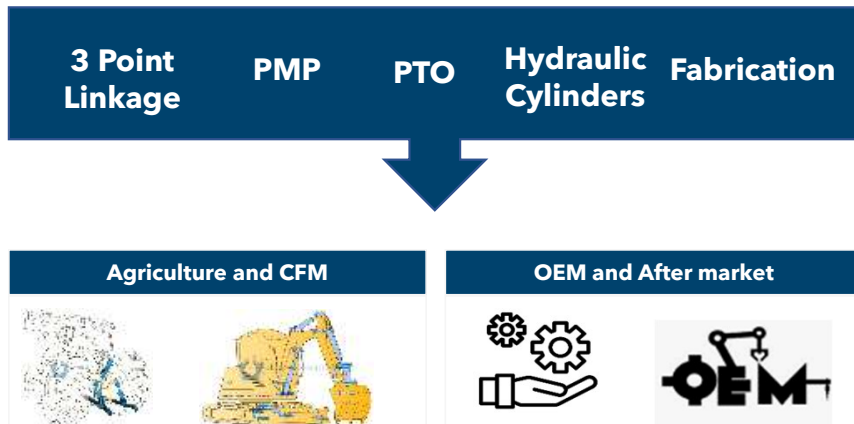 3 Point
Linkage
PMP
PTO
Hydraulic
Cylinders
Fabrication
Agriculture and CFM
OEM and After market
OEM